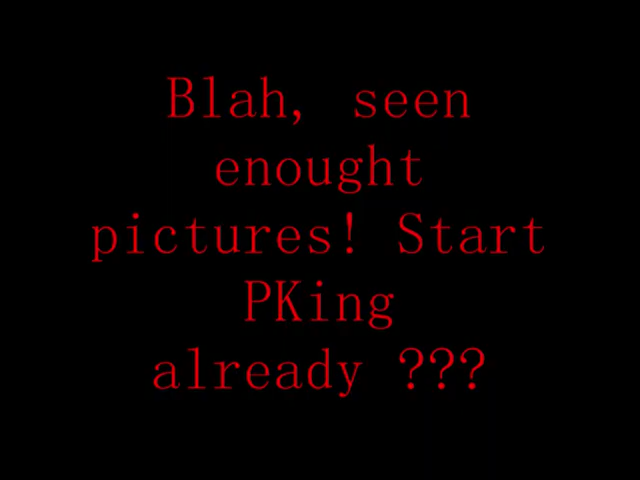 Blah, seen
enought
pictures! Start
PKing
already ???